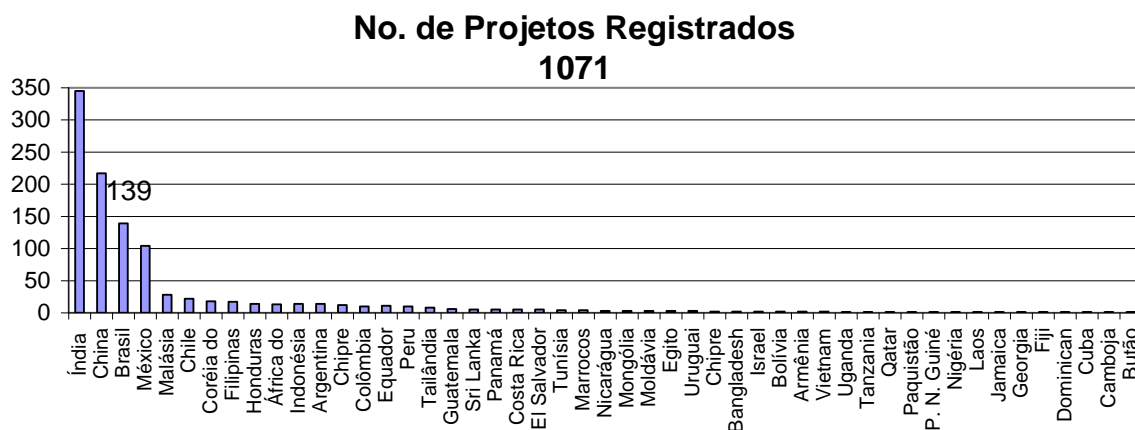 No. de Projetos Registrados
1071
350
300
250
200
150
100
50
0
139
Índia
China
Brasil
México
Malásia
Chile
Coréia do
Filipinas
Honduras
África do
Indonésia
Argentina
Chipre
Colômbia
Equador
Peru
Tailândia
Guatemala
Sri Lanka
Panamá
Costa Rica
El Salvador
Tunísia
Marrocos
Nicarágua
Mongólia
Moldávia
Egito
Uruguai
Chipre
Bangladesh
Israel
Bolívia
Armênia
Vietnam
Uganda
Tanzania
Qatar
Paquistão
P. N. Guiné
Nigéria
Laos
Jamaica
Georgia
Fiji
Dominican
Cuba
Camboja
Butão